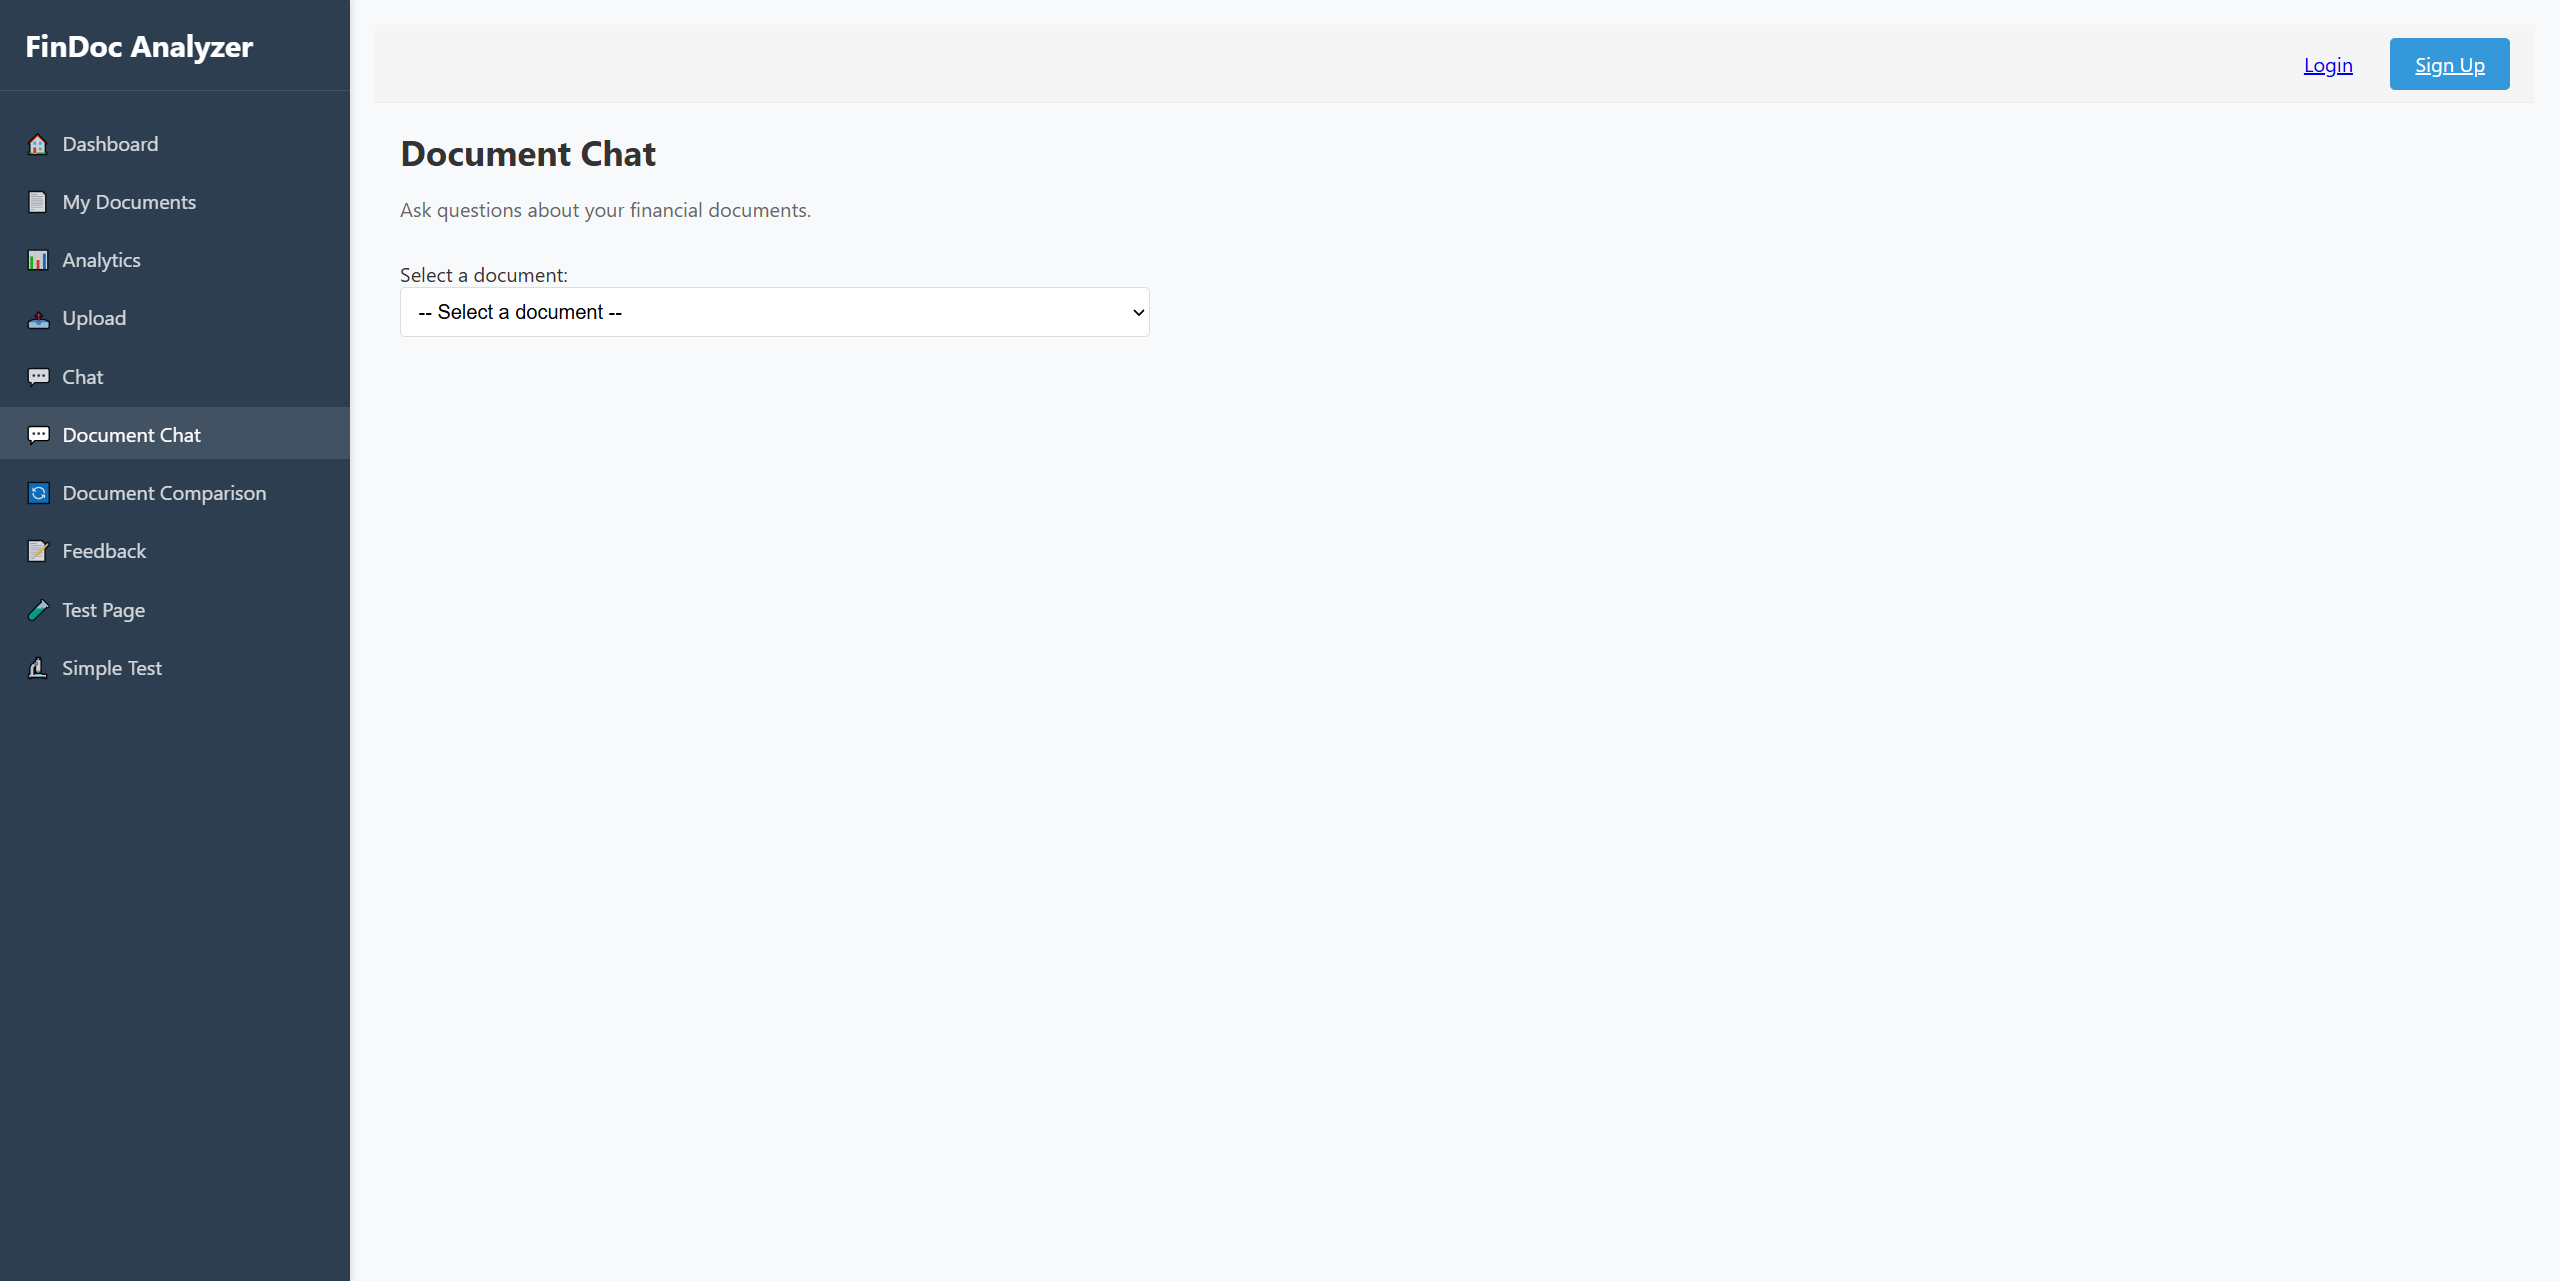 FinDoc Analyzer
Dashboard
My Documents
Analytics
Upload
Chat
Document Chat
Document Comparison
Feedback
Test Page
Simple Test
Login
Sign Up
Document Chat
Ask questions about your financial documents.
Select a document:
-- Select a document --